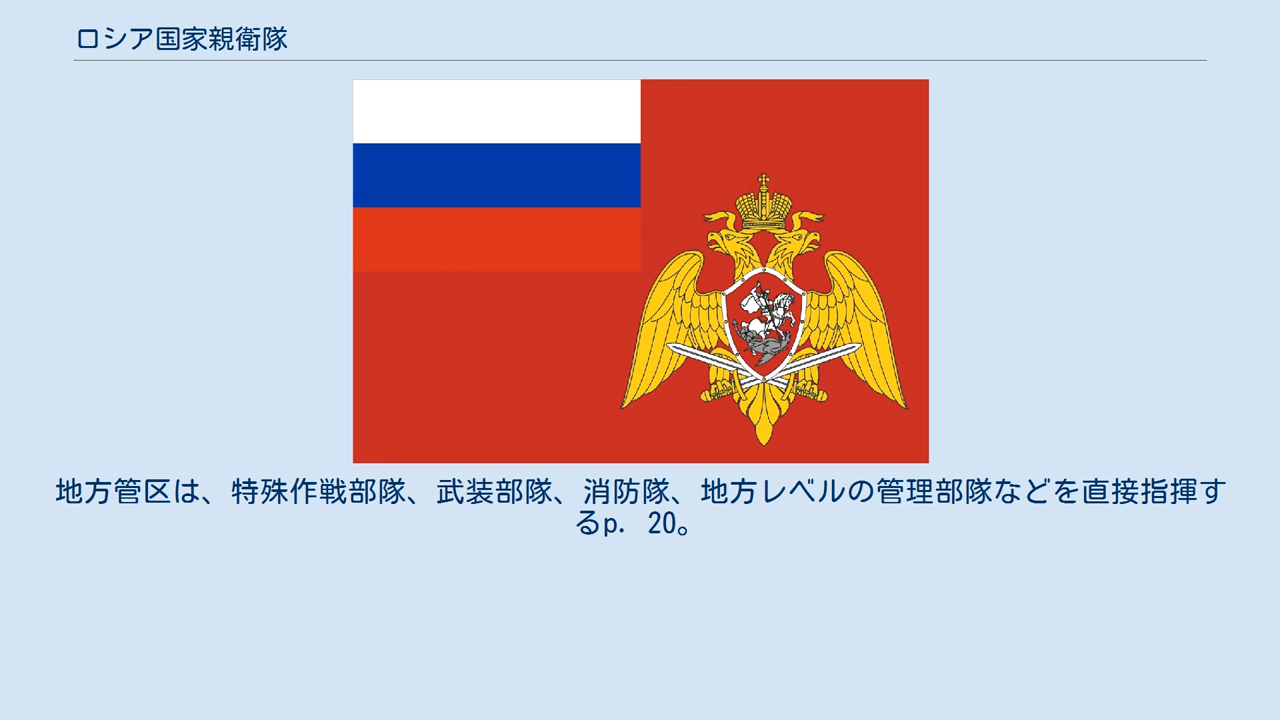 ロシア国家親衛隊
地方管区は、特殊作戦部隊、武装部隊、消防隊、地方レベルの管理部隊などを直接指揮す
るp. 20。